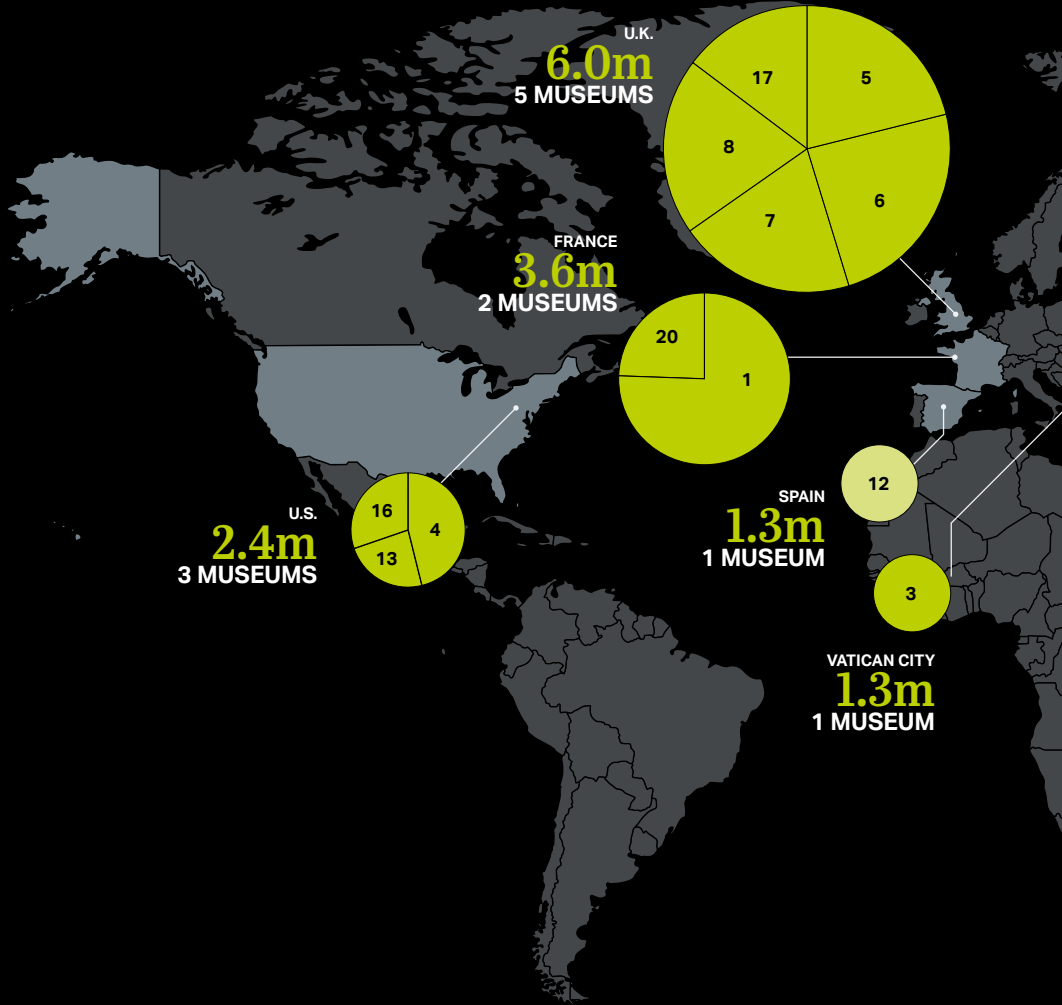 U.K.
6.0m
5 MUSEUMS
17
5
8
6
7
FRANCE
3.6m
2 MUSEUMS
20
1
U.S.
2.4m
3 MUSEUMS
16
4
13
SPAIN
1.3m
1 MUSEUM
12
3
VATICAN CITY
1.3m
1 MUSEUM